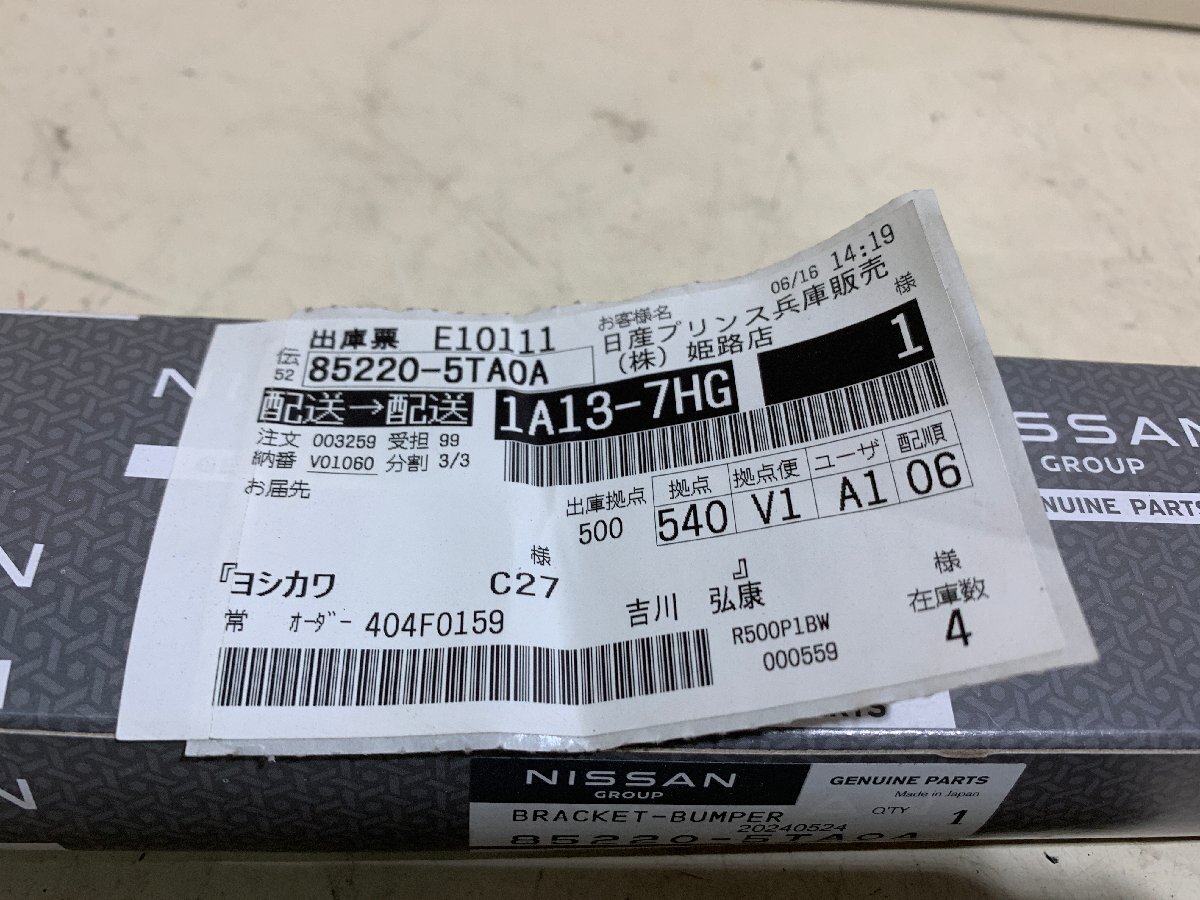 出庫票 E10111
お客様名 06/16 14:19
日産プリンス兵庫販売
(株) 姫路店 様
伝
52
85220-5TA0A
配送→配送
1A13-7HG
1
注文 003259 受担 99
納番 V01060 分割 3/3
お届先
出庫拠点 拠点 拠点便 ユーザ 配順
500 540 V1 A1 06
様
『ヨシカワ C27 』
吉川 弘康 様
常 オーダー 404F0159
R500P1BW
000559
在庫数
4
NISSAN
GROUP
NUINE PARTS
NISSAN
GROUP
GENUINE PARTS
Made in Japan
BRACKET-BUMPER
Q'TY 1
20240524
85220-5TA0A